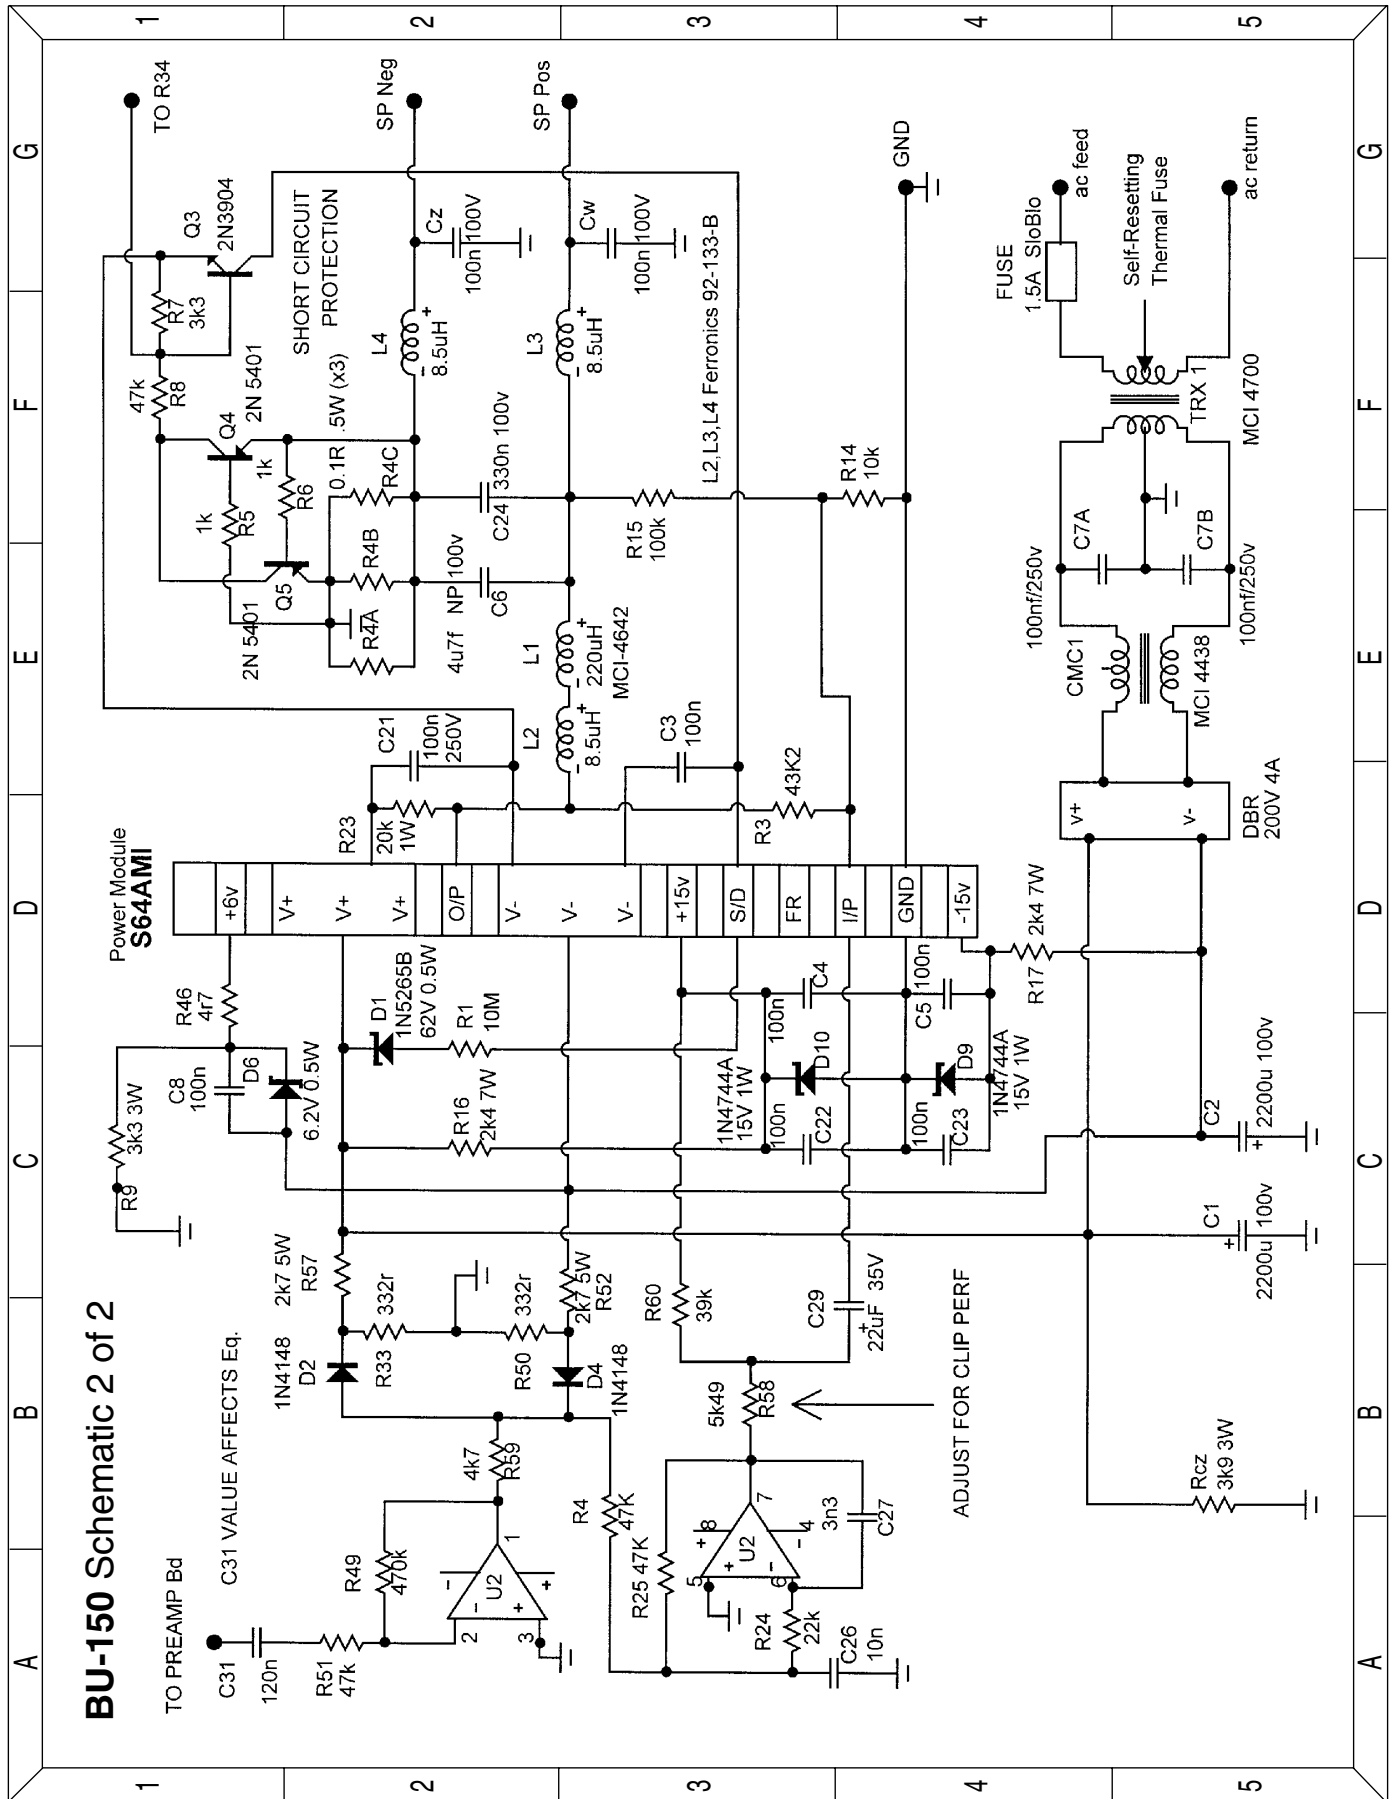 BU-150 Schematic 2 of 2
A
B
C
D
E
F
G
1
2
3
4
5
TO PREAMP Bd
C31 VALUE AFFECTS Eq.
C31
120n
R51
47k
R49
470k
U2
2
3
1
-
+
-
+
4k7
R59
1N4148
D2
2k7 5W
R57
R33
332r
R50
332r
2k7 5W
R52
D4
1N4148
R4
47K
R25 47K
R24
22k
C26
10n
U2
5
6
7
8
4
+
-
+
-
3n3
C27
5k49
R58
ADJUST FOR CLIP PERF
R60
39k
C29
+
22uF 35V
R9
3k3 3W
C8
100n
D6
6.2V 0.5W
R46
4r7
D1
1N5265B
62V 0.5W
R1
10M
R16
2k4 7W
1N4744A
15V 1W
100n
C22
D10
100n
C4
100n
C23
100n
C5
D9
1N4744A
15V 1W
R17
2k4 7W
Power Module
S64AMI
+6v
V+
V+
O/P
V-
V-
V-
+15v
S/D
FR
I/P
GND
-15v
R23
20k
1W
C21
100n
250V
L2
8.5uH
-
+
L1
220uH
MCI-4642
-
+
C3
100n
R3
43K2
2N 5401
Q5
1k
R5
1k
R6
Q4
2N 5401
47k
R8
R7
3k3
Q3
2N3904
TO R34
SHORT CIRCUIT
PROTECTION
0.1R .5W (x3)
R4A
R4B
R4C
4u7f NP 100v
C6
C24
330n 100v
L4
8.5uH
-
+
L3
8.5uH
-
+
Cz
100n 100V
Cw
100n 100V
SP Neg
SP Pos
L2,L3,L4 Ferronics 92-133-B
R15
100k
R14
10k
GND
FUSE
1.5A SloBlo
ac feed
Self-Resetting
Thermal Fuse
ac return
TRX 1
MCI 4700
100nf/250v
C7A
C7B
100nf/250v
CMC1
MCI 4438
V+
V-
DBR
200V 4A
C2
+
2200u 100v
C1
+
2200u 100v
Rcz
3k9 3W
A
B
C
D
E
F
G
1
2
3
4
5